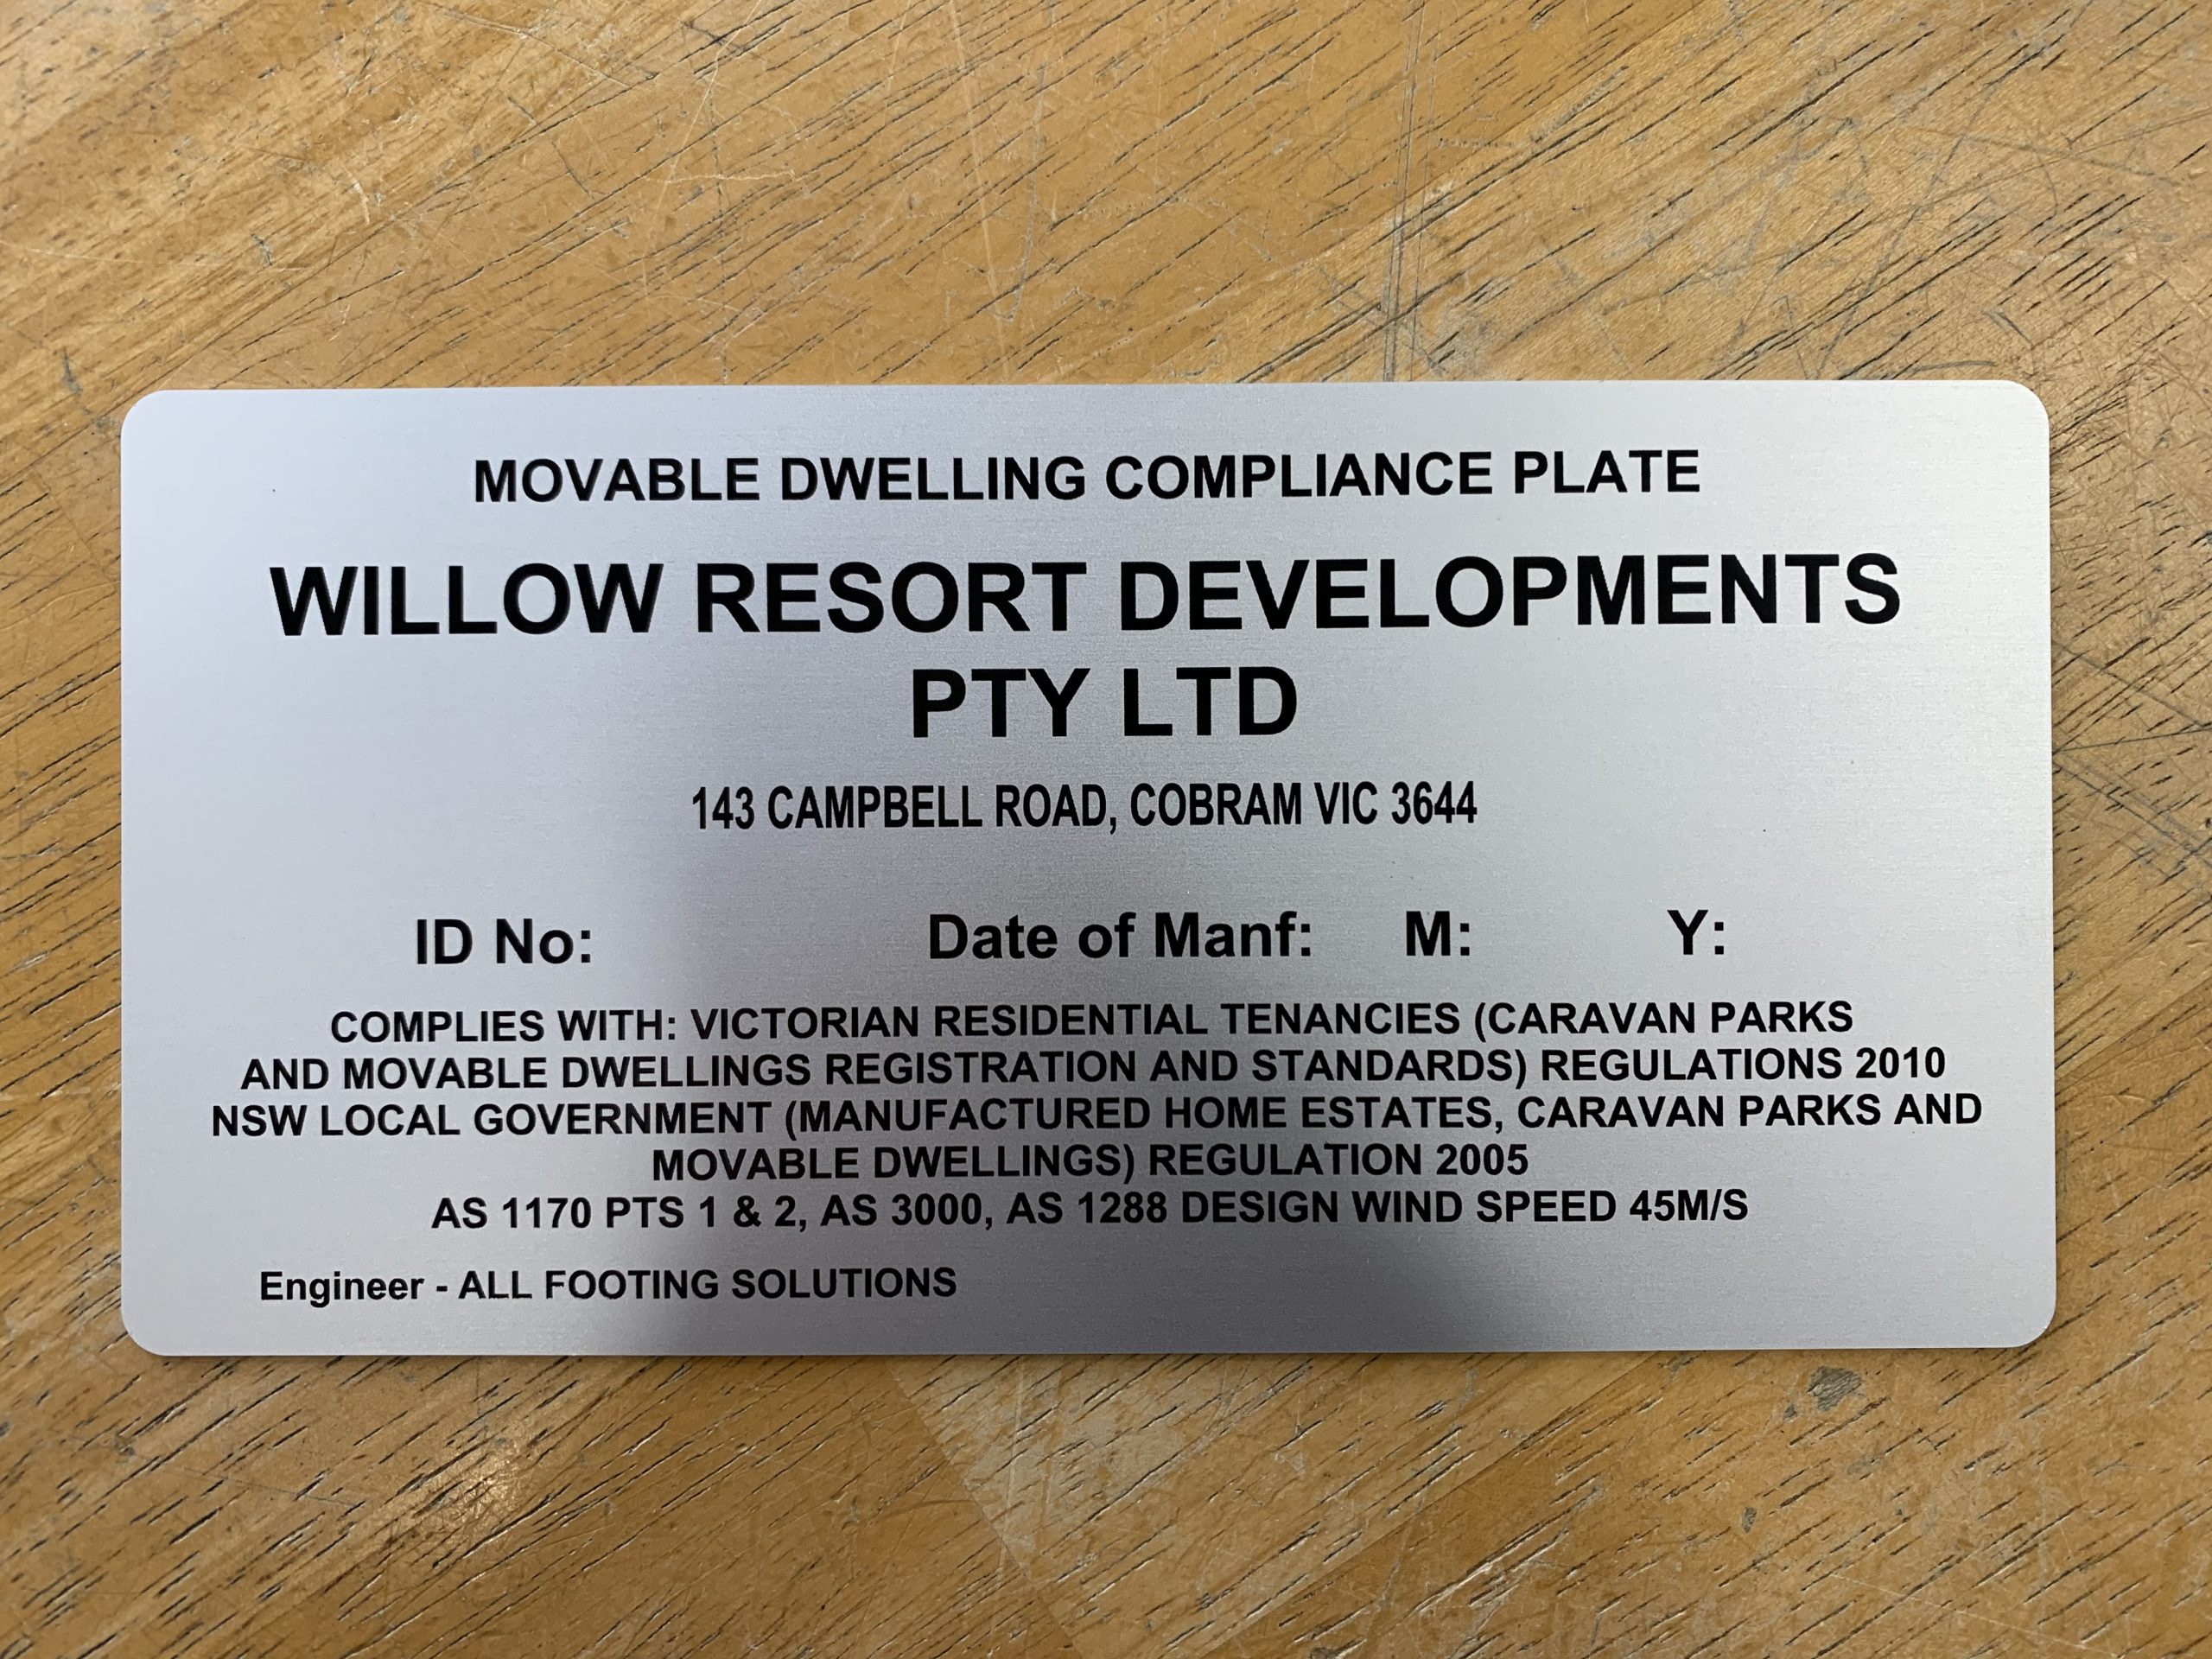 MOVABLE DWELLING COMPLIANCE PLATE
WILLOW RESORT DEVELOPMENTS
PTY LTD
143 CAMPBELL ROAD, COBRAM VIC 3644
ID No: Date of Manf: M: Y:
COMPLIES WITH: VICTORIAN RESIDENTIAL TENANCIES (CARAVAN PARKS
AND MOVABLE DWELLINGS REGISTRATION AND STANDARDS) REGULATIONS 2010
NSW LOCAL GOVERNMENT (MANUFACTURED HOME ESTATES, CARAVAN PARKS AND
MOVABLE DWELLINGS) REGULATION 2005
AS 1170 PTS 1 & 2, AS 3000, AS 1288 DESIGN WIND SPEED 45M/S
Engineer - ALL FOOTING SOLUTIONS